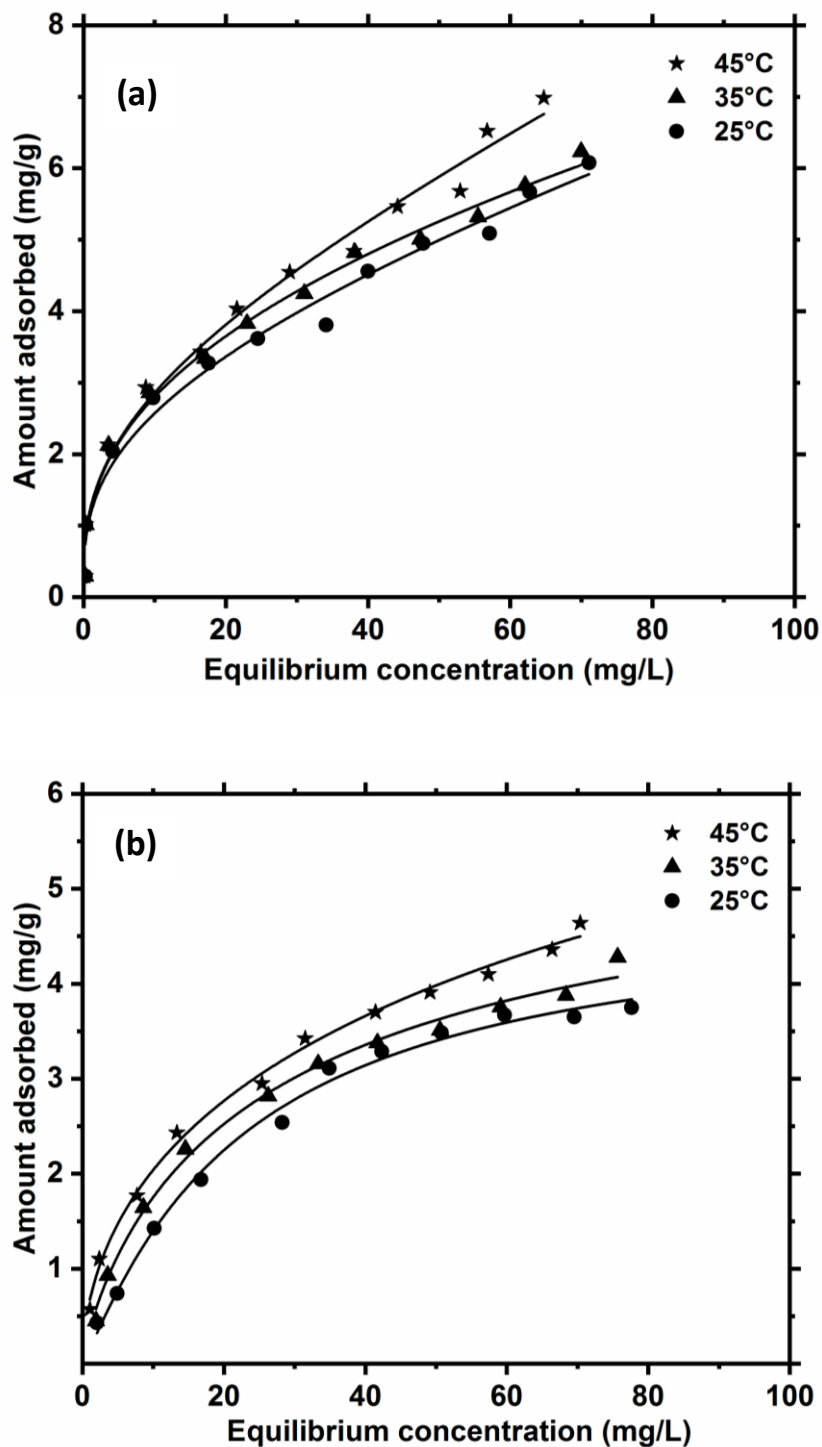 8
(a)
45°C
35°C
25°C
6
4
2
0
Amount adsorbed (mg/g)
0 20 40 60 80 100
Equilibrium concentration (mg/L)
6
(b)
45°C
35°C
25°C
5
4
3
2
1
Amount adsorbed (mg/g)
0 20 40 60 80 100
Equilibrium concentration (mg/L)